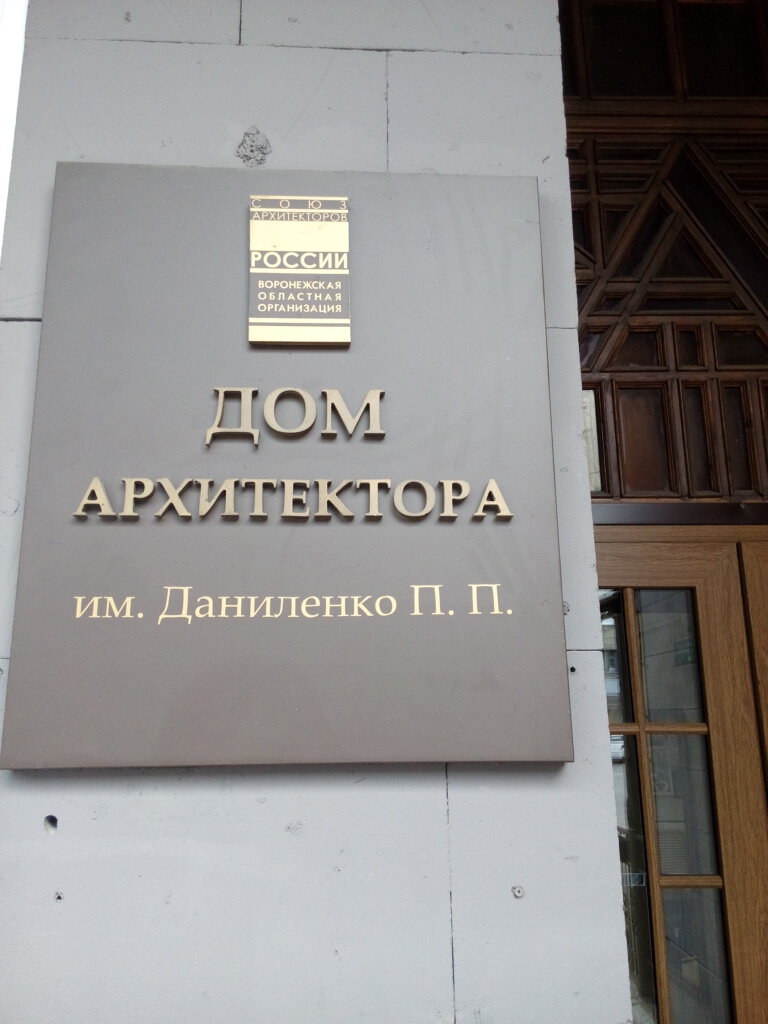 СОЮЗ
АРХИТЕКТОРОВ
РОССИИ
ВОРОНЕЖСКАЯ
ОБЛАСТНАЯ
ОРГАНИЗАЦИЯ
ДОМ
АРХИТЕКТОРА
им. Даниленко П. П.